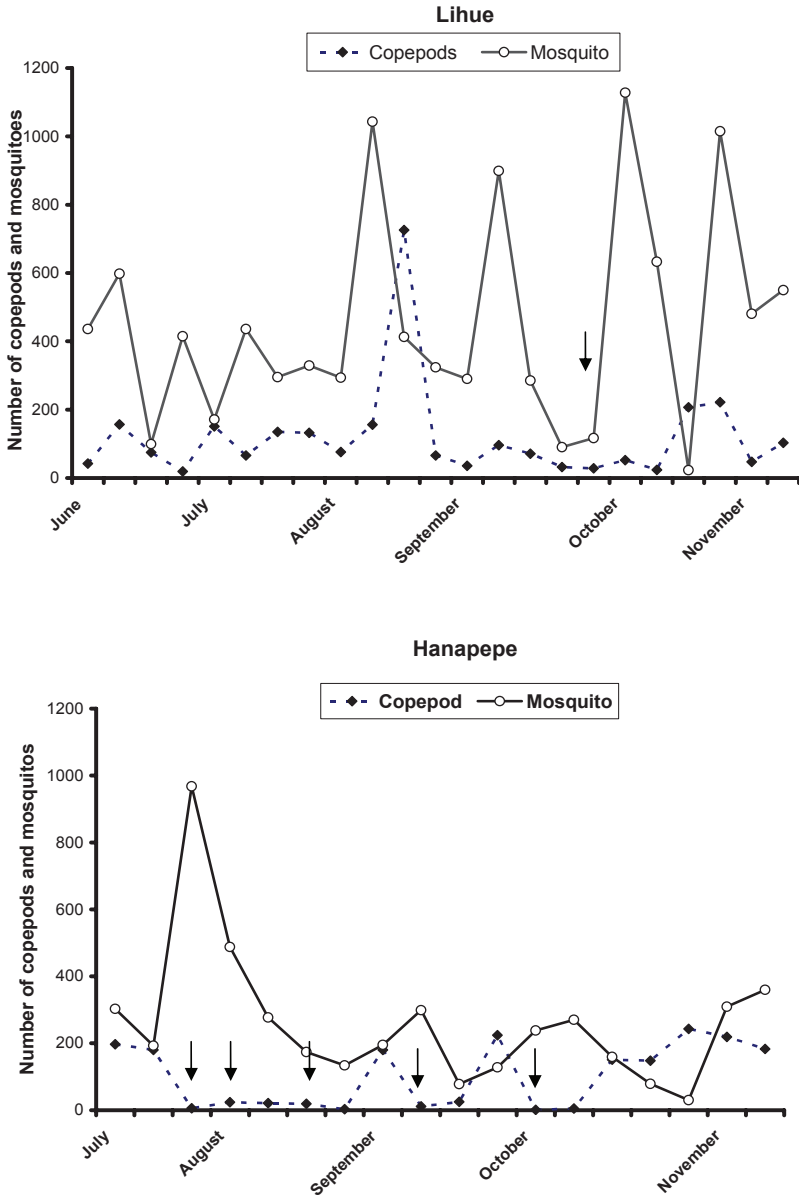 Lihue
Copepods Mosquito
Number of copepods and mosquitoes
1200
1000
800
600
400
200
0
June July August September October November
Hanapepe
Copepod Mosquito
Number of copepods and mosquitos
1200
1000
800
600
400
200
0
July August September October November